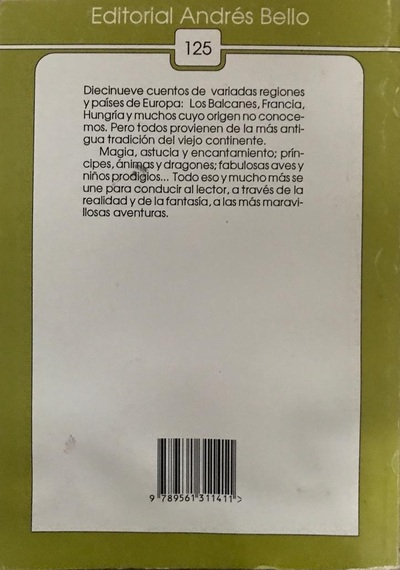 Editorial Andrés Bello
125
Diecinueve cuentos de variadas regiones
y países de Europa: Los Balcanes, Francia,
Hungría y muchos cuyo origen no conoce-
mos. Pero todos provienen de la más anti-
gua tradición del viejo continente.
Magia, astucia y encantamiento; prín-
cipes, ánimas y dragones; fabulosas aves y
niños prodigios... Todo eso y mucho más se
une para conducir al lector, a través de la
realidad y de la fantasía, a las más maravi-
llosas aventuras.
9 789561 311411 >